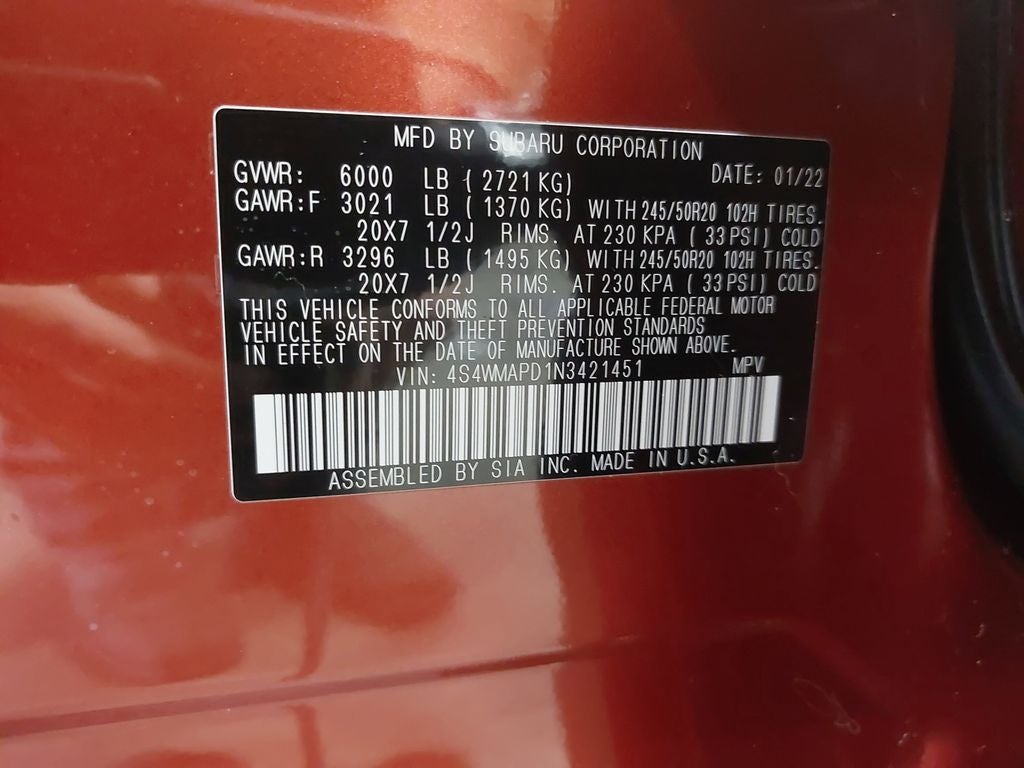 MFD BY SUBARU CORPORATION
GVWR: 6000 LB ( 2721 KG) DATE: 01/22
GAWR:F 3021 LB ( 1370 KG) WITH 245/50R20 102H TIRES.
20X7 1/2J RIMS. AT 230 KPA ( 33 PSI) COLD
GAWR:R 3296 LB ( 1495 KG) WITH 245/50R20 102H TIRES.
20X7 1/2J RIMS. AT 230 KPA ( 33 PSI) COLD
THIS VEHICLE CONFORMS TO ALL APPLICABLE FEDERAL MOTOR
VEHICLE SAFETY AND THEFT PREVENTION STANDARDS
IN EFFECT ON THE DATE OF MANUFACTURE SHOWN ABOVE.
VIN: 4S4WMAPD1N3421451 MPV
ASSEMBLED BY SIA INC. MADE IN U.S.A.